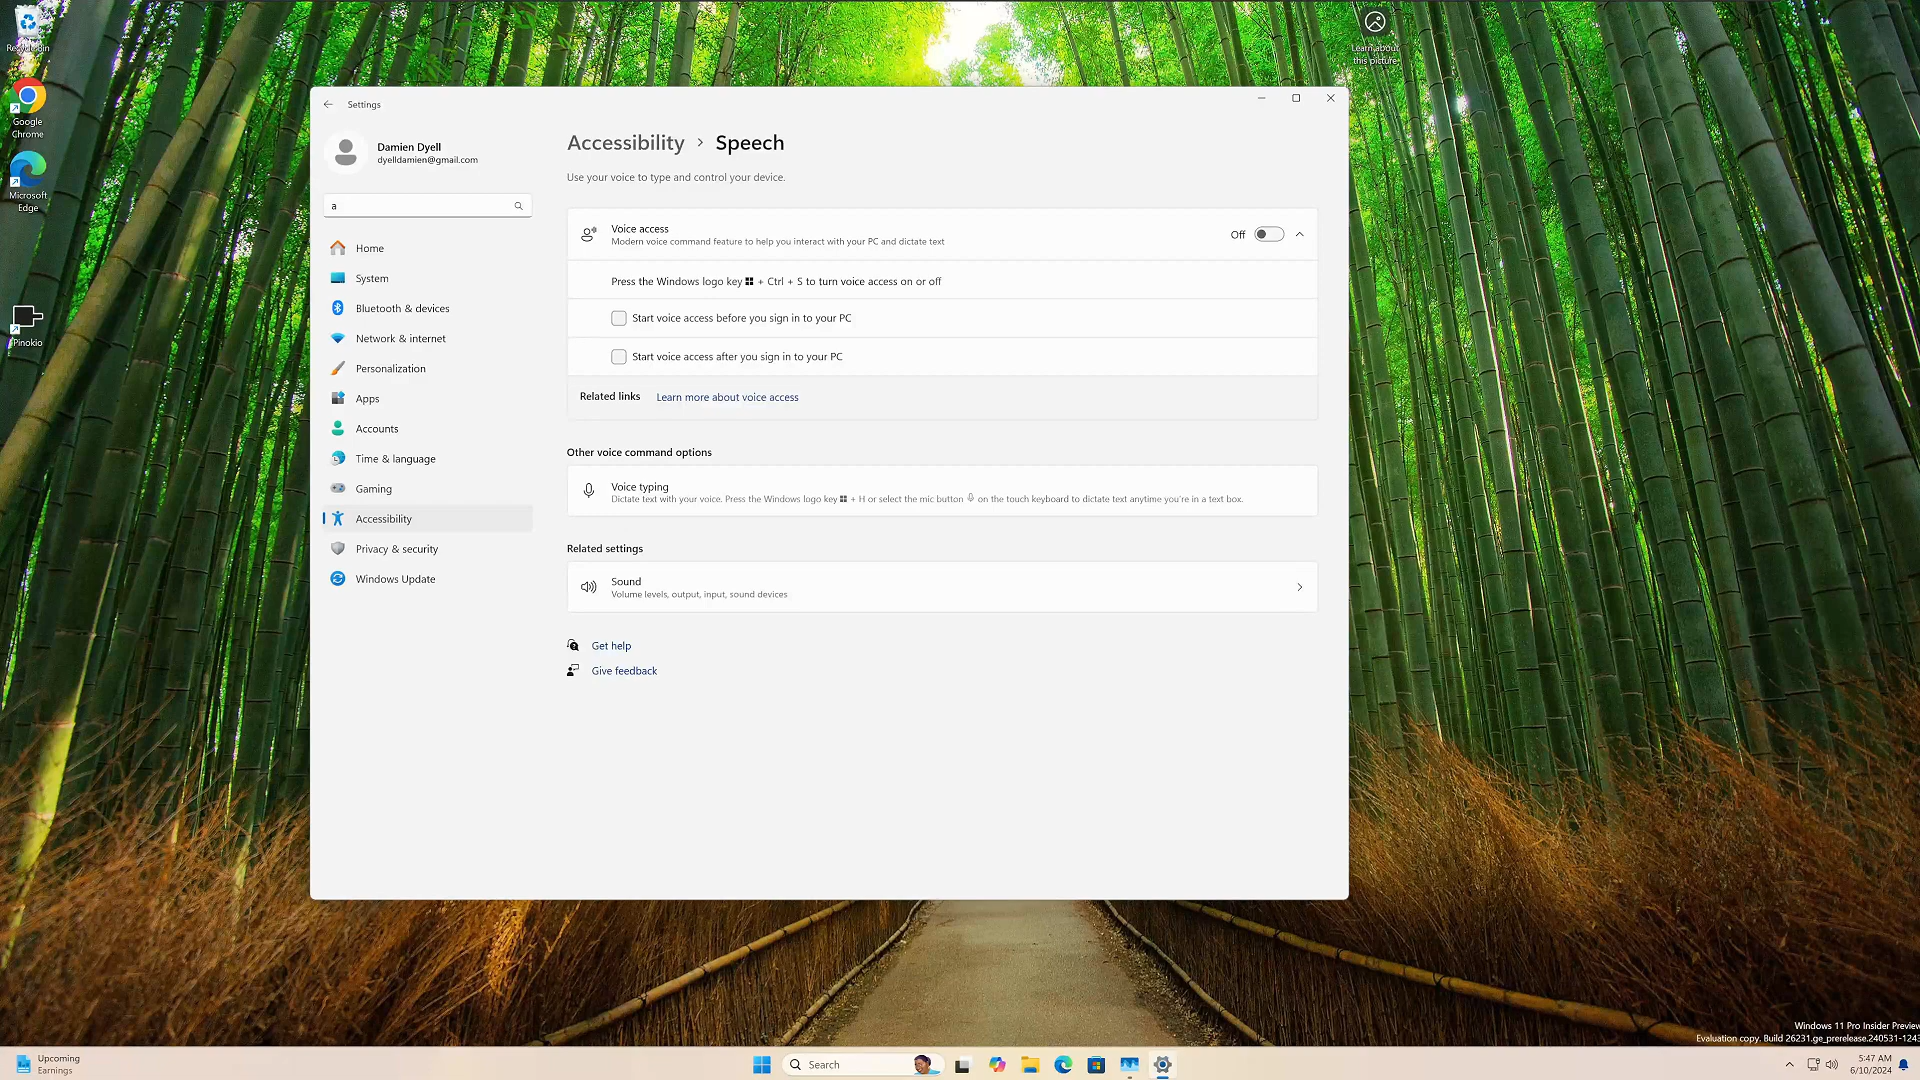 Recycle Bin
Google
Chrome
Microsoft
Edge
Pinokio
Learn about
this picture
Settings
Damien Dyell
dyelldamien@gmail.com
a
Home
System
Bluetooth & devices
Network & internet
Personalization
Apps
Accounts
Time & language
Gaming
Accessibility
Privacy & security
Windows Update
Accessibility > Speech
Use your voice to type and control your device.
Voice access
Modern voice command feature to help you interact with your PC and dictate text
Off
Press the Windows logo key + Ctrl + S to turn voice access on or off
Start voice access before you sign in to your PC
Start voice access after you sign in to your PC
Related links Learn more about voice access
Other voice command options
Voice typing
Dictate text with your voice. Press the Windows logo key + H or select the mic button on the touch keyboard to dictate text anytime you're in a text box.
Related settings
Sound
Volume levels, output, input, sound devices
Get help
Give feedback
Windows 11 Pro Insider Preview
Evaluation copy. Build 26231.ge_prerelease.240531-1243
Upcoming
Earnings
Search
5:47 AM
6/10/2024